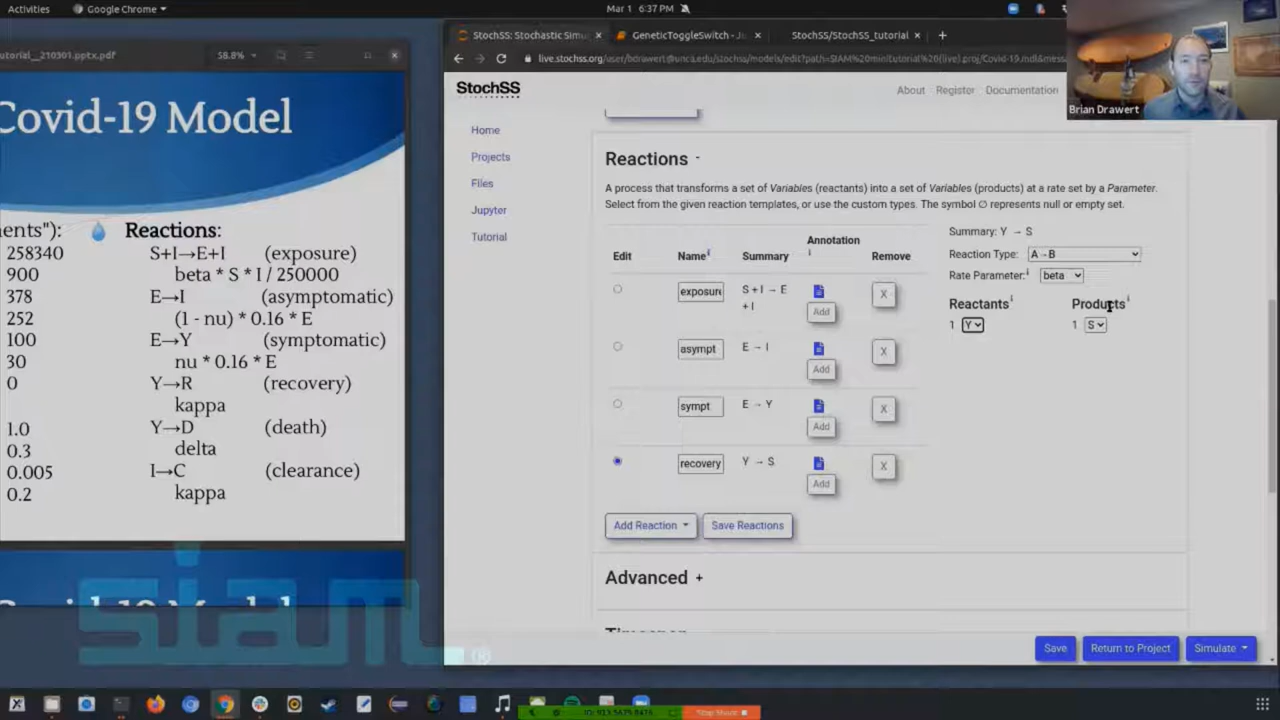 Activities
Google Chrome
Mar 1 6:37 PM
utorial__210301.pptx.pdf
58.8%
StochSS: Stochastic Simu
GeneticToggleSwitch - Ju
StochSS/StochSS_tutorial
Brian Drawert
Covid-19 Model
ents"):
258340
900
378
252
100
30
0
1.0
0.3
0.005
0.2
Reactions:
S+I→E+I (exposure)
beta * S * I / 250000
E→I (asymptomatic)
(1 - nu) * 0.16 * E
E→Y (symptomatic)
nu * 0.16 * E
Y→R (recovery)
kappa
Y→D (death)
delta
I→C (clearance)
kappa
siam
StochSS
About Register Documentation
Home
Projects
Files
Jupyter
Tutorial
Reactions -
A process that transforms a set of Variables (reactants) into a set of Variables (products) at a rate set by a Parameter.
Select from the given reaction templates, or use the custom types. The symbol ∅ represents null or empty set.
Edit Name Summary Annotation Remove
exposure S + I → E + I Add X
asympt E → I Add X
sympt E → Y Add X
recovery Y → S Add X
Summary: Y → S
Reaction Type: A→B
Rate Parameter: beta
Reactants Products
1 Y 1 S
Add Reaction Save Reactions
Advanced +
Save Return to Project Simulate
Stop Share